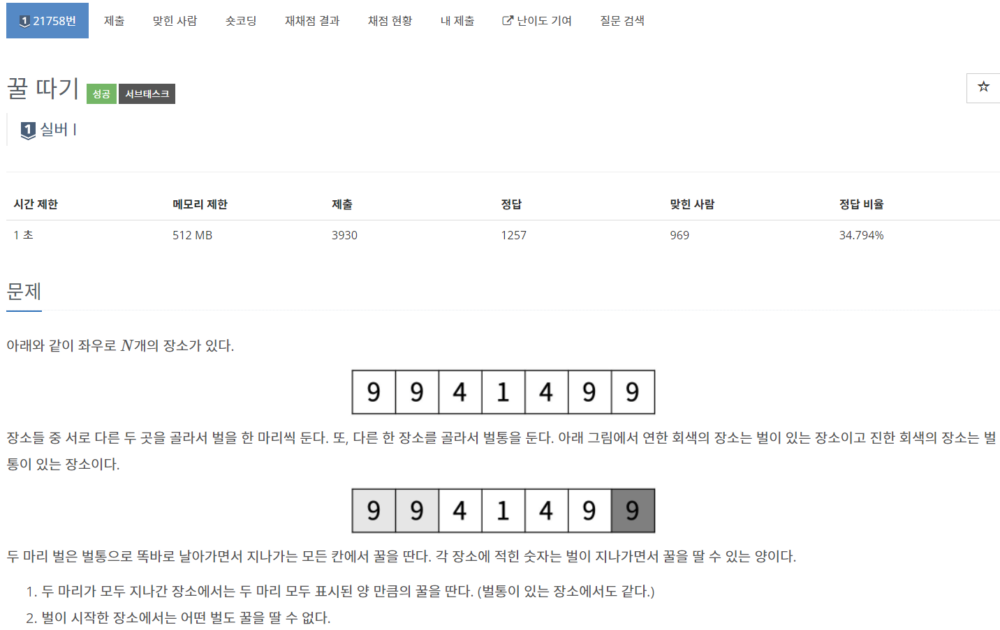 1 21758번 제출 맞힌 사람 숏코딩 재채점 결과 채점 현황 내 제출 난이도 기여 질문 검색
꿀 따기 성공 서브태스크
1 실버 I
시간 제한 메모리 제한 제출 정답 맞힌 사람 정답 비율
1 초 512 MB 3930 1257 969 34.794%
문제
아래와 같이 좌우로 N개의 장소가 있다.
9 9 4 1 4 9 9
장소들 중 서로 다른 두 곳을 골라서 벌을 한 마리씩 둔다. 또, 다른 한 장소를 골라서 벌통을 둔다. 아래 그림에서 연한 회색의 장소는 벌이 있는 장소이고 진한 회색의 장소는 벌
통이 있는 장소이다.
9 9 4 1 4 9 9
두 마리 벌은 벌통으로 똑바로 날아가면서 지나가는 모든 칸에서 꿀을 딴다. 각 장소에 적힌 숫자는 벌이 지나가면서 꿀을 딸 수 있는 양이다.
1. 두 마리가 모두 지나간 장소에서는 두 마리 모두 표시된 양 만큼의 꿀을 딴다. (벌통이 있는 장소에서도 같다.)
2. 벌이 시작한 장소에서는 어떤 벌도 꿀을 딸 수 없다.